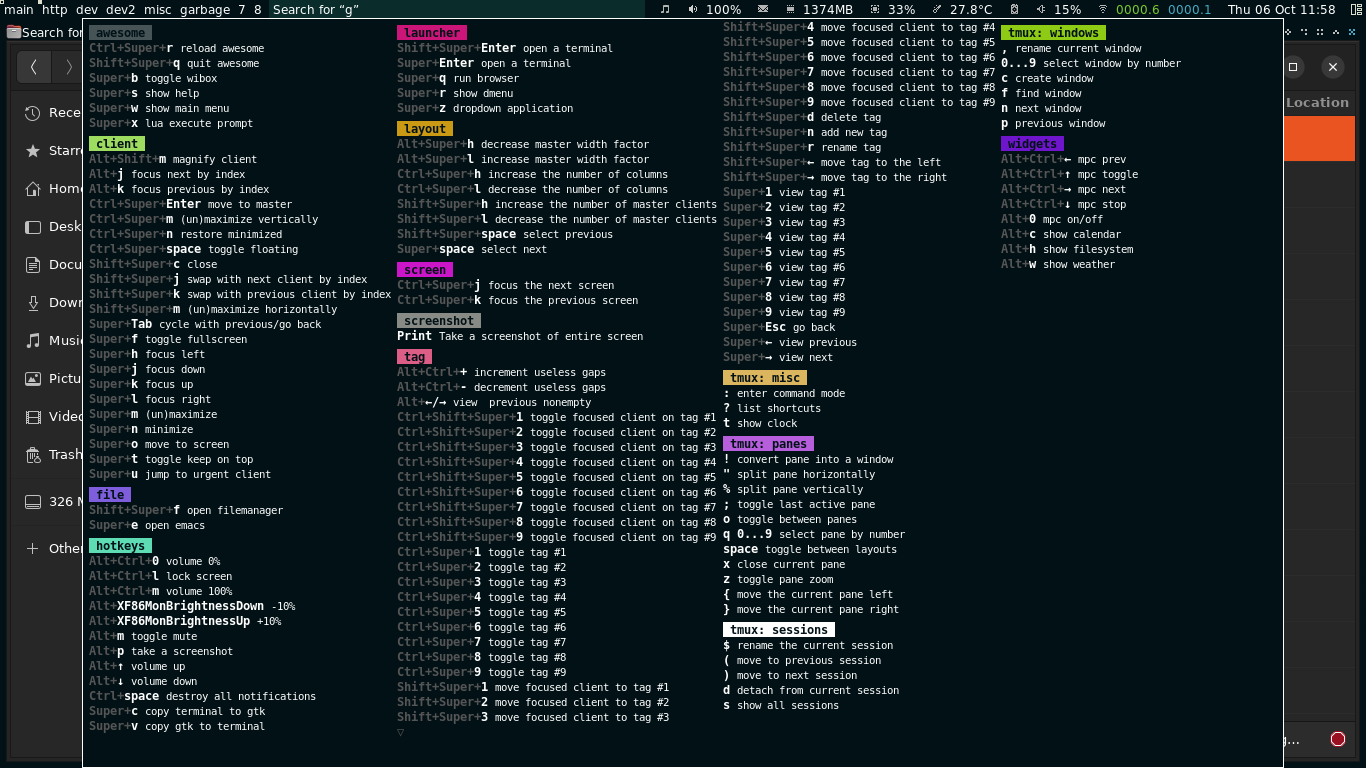 main http dev dev2 misc garbage 7 8 Search for “g” 100% 1374MB 33% 27.8°C 15% 0000.6 0000.1 Thu 06 Oct 11:58
Search for
Rece
Starre
Home
Desk
Docu
Down
Music
Pictu
Video
Trash
326 M
Other
awesome
Ctrl+Super+r reload awesome
Shift+Super+q quit awesome
Super+b toggle wibox
Super+s show help
Super+w show main menu
Super+x lua execute prompt
client
Alt+Shift+m magnify client
Alt+j focus next by index
Alt+k focus previous by index
Ctrl+Super+Enter move to master
Ctrl+Super+m (un)maximize vertically
Ctrl+Super+n restore minimized
Ctrl+Super+space toggle floating
Shift+Super+c close
Shift+Super+j swap with next client by index
Shift+Super+k swap with previous client by index
Shift+Super+m (un)maximize horizontally
Super+Tab cycle with previous/go back
Super+f toggle fullscreen
Super+h focus left
Super+j focus down
Super+k focus up
Super+l focus right
Super+m (un)maximize
Super+n minimize
Super+o move to screen
Super+t toggle keep on top
Super+u jump to urgent client
file
Shift+Super+f open filemanager
Super+e open emacs
hotkeys
Alt+Ctrl+0 volume 0%
Alt+Ctrl+l lock screen
Alt+Ctrl+m volume 100%
Alt+XF86MonBrightnessDown -10%
Alt+XF86MonBrightnessUp +10%
Alt+m toggle mute
Alt+p take a screenshot
Alt+↑ volume up
Alt+↓ volume down
Ctrl+space destroy all notifications
Super+c copy terminal to gtk
Super+v copy gtk to terminal
launcher
Shift+Super+Enter open a terminal
Super+Enter open a terminal
Super+q run browser
Super+r show dmenu
Super+z dropdown application
layout
Alt+Super+h decrease master width factor
Alt+Super+l increase master width factor
Ctrl+Super+h increase the number of columns
Ctrl+Super+l decrease the number of columns
Shift+Super+h increase the number of master clients
Shift+Super+l decrease the number of master clients
Shift+Super+space select previous
Super+space select next
screen
Ctrl+Super+j focus the next screen
Ctrl+Super+k focus the previous screen
screenshot
Print Take a screenshot of entire screen
tag
Alt+Ctrl++ increment useless gaps
Alt+Ctrl+- decrement useless gaps
Alt+←/→ view  previous nonempty
Ctrl+Shift+Super+1 toggle focused client on tag #1
Ctrl+Shift+Super+2 toggle focused client on tag #2
Ctrl+Shift+Super+3 toggle focused client on tag #3
Ctrl+Shift+Super+4 toggle focused client on tag #4
Ctrl+Shift+Super+5 toggle focused client on tag #5
Ctrl+Shift+Super+6 toggle focused client on tag #6
Ctrl+Shift+Super+7 toggle focused client on tag #7
Ctrl+Shift+Super+8 toggle focused client on tag #8
Ctrl+Shift+Super+9 toggle focused client on tag #9
Ctrl+Super+1 toggle tag #1
Ctrl+Super+2 toggle tag #2
Ctrl+Super+3 toggle tag #3
Ctrl+Super+4 toggle tag #4
Ctrl+Super+5 toggle tag #5
Ctrl+Super+6 toggle tag #6
Ctrl+Super+7 toggle tag #7
Ctrl+Super+8 toggle tag #8
Ctrl+Super+9 toggle tag #9
Shift+Super+1 move focused client to tag #1
Shift+Super+2 move focused client to tag #2
Shift+Super+3 move focused client to tag #3
▽
Shift+Super+4 move focused client to tag #4
Shift+Super+5 move focused client to tag #5
Shift+Super+6 move focused client to tag #6
Shift+Super+7 move focused client to tag #7
Shift+Super+8 move focused client to tag #8
Shift+Super+9 move focused client to tag #9
Shift+Super+d delete tag
Shift+Super+n add new tag
Shift+Super+r rename tag
Shift+Super+← move tag to the left
Shift+Super+→ move tag to the right
Super+1 view tag #1
Super+2 view tag #2
Super+3 view tag #3
Super+4 view tag #4
Super+5 view tag #5
Super+6 view tag #6
Super+7 view tag #7
Super+8 view tag #8
Super+9 view tag #9
Super+Esc go back
Super+← view previous
Super+→ view next
tmux: misc
: enter command mode
? list shortcuts
t show clock
tmux: panes
! convert pane into a window
" split pane horizontally
% split pane vertically
; toggle last active pane
o toggle between panes
q 0...9 select pane by number
space toggle between layouts
x close current pane
z toggle pane zoom
{ move the current pane left
} move the current pane right
tmux: sessions
$ rename the current session
( move to previous session
) move to next session
d detach from current session
s show all sessions
tmux: windows
, rename current window
0...9 select window by number
c create window
f find window
n next window
p previous window
widgets
Alt+Ctrl+← mpc prev
Alt+Ctrl+↑ mpc toggle
Alt+Ctrl+→ mpc next
Alt+Ctrl+↓ mpc stop
Alt+0 mpc on/off
Alt+c show calendar
Alt+h show filesystem
Alt+w show weather
Location
g…